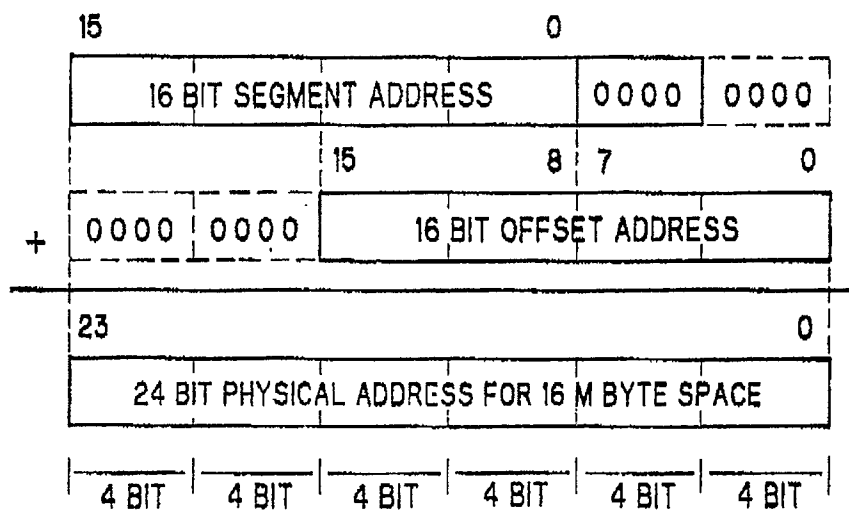 15 0
16 BIT SEGMENT ADDRESS 0000 0000
15 8 7 0
+ 0000 0000 16 BIT OFFSET ADDRESS
23 0
24 BIT PHYSICAL ADDRESS FOR 16 M BYTE SPACE
4 BIT 4 BIT 4 BIT 4 BIT 4 BIT 4 BIT